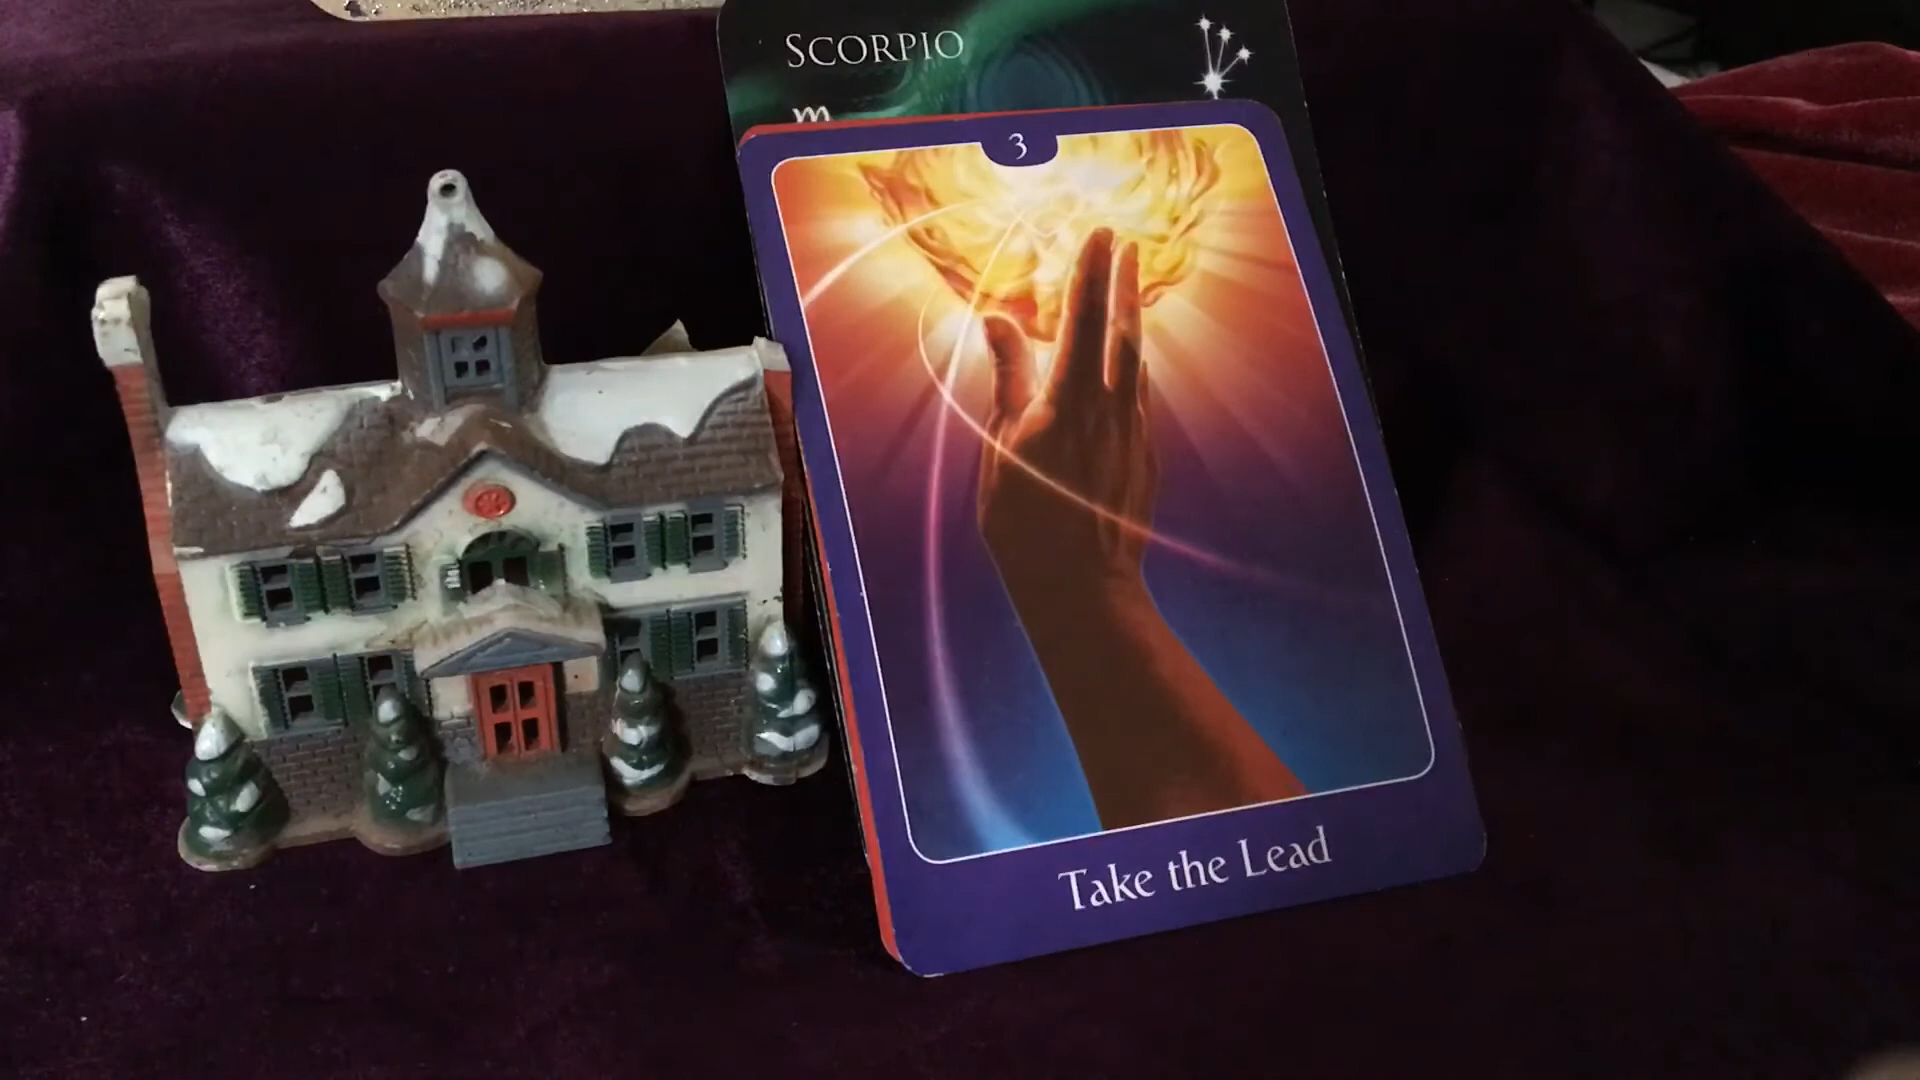 SCORPIO
♏
3
Take the Lead